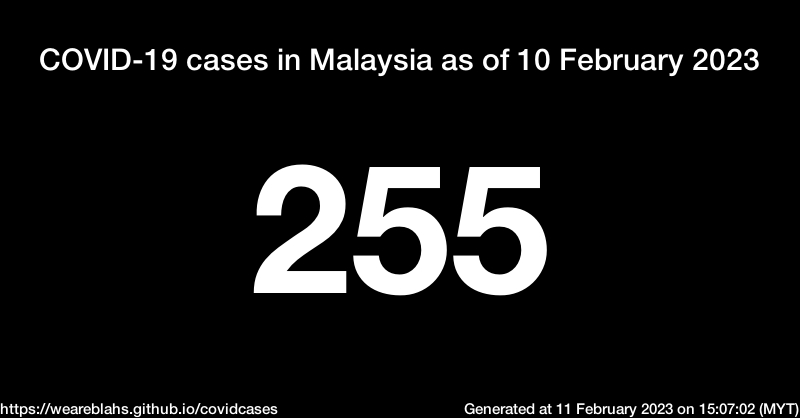 COVID-19 cases in Malaysia as of 10 February 2023
255
https://weareblahs.github.io/covidcases
Generated at 11 February 2023 on 15:07:02 (MYT)